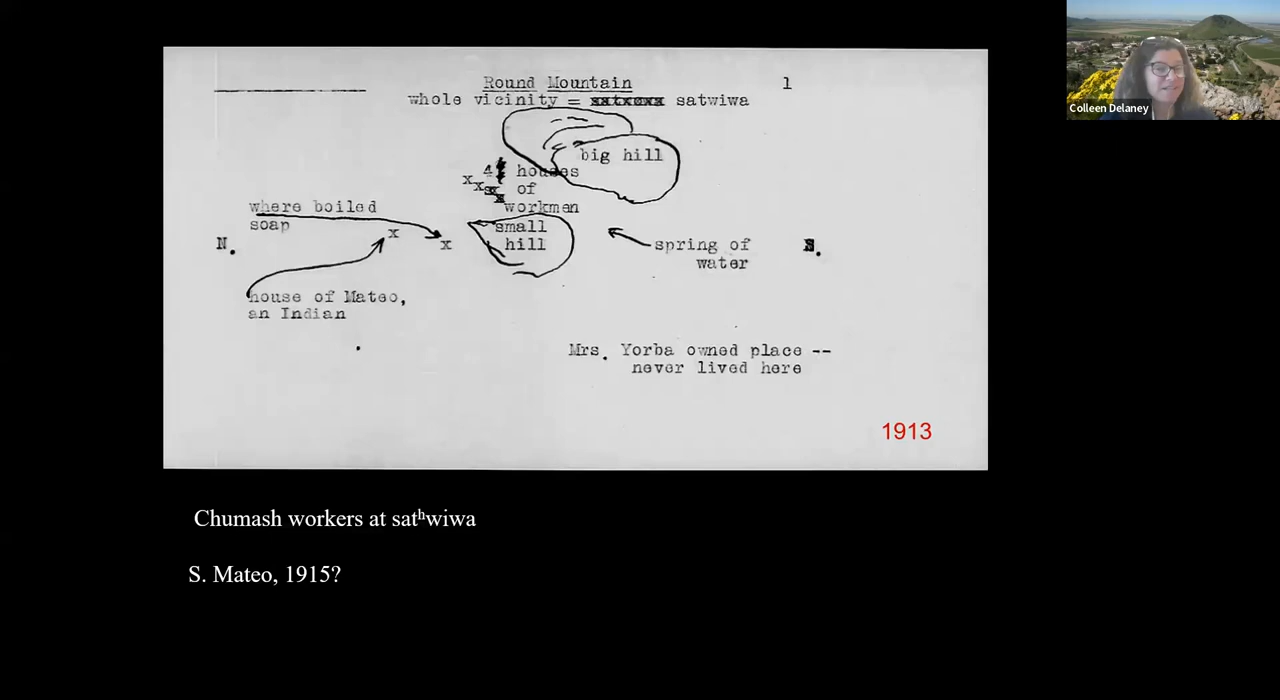 Round Mountain 1
whole vicinity = satwiwa
big hill
4 houses
of
workmen
where boiled
soap
x
x
x
x
small
hill
N.
spring of
water
S.
house of Mateo,
an Indian
Mrs. Yorba owned place --
never lived here
1913
Chumash workers at satʰwiwa
S. Mateo, 1915?
Colleen Delaney